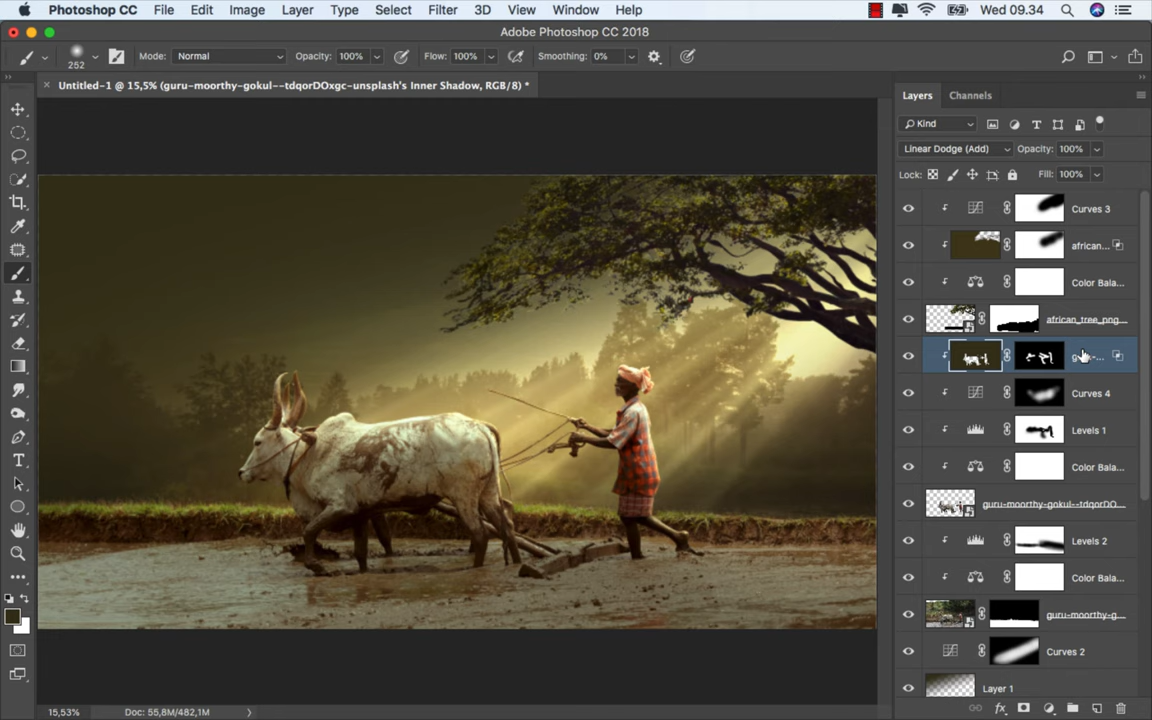 Photoshop CC File Edit Image Layer Type Select Filter 3D View Window Help Wed 09.34
Adobe Photoshop CC 2018
252 Mode: Normal Opacity: 100% Flow: 100% Smoothing: 0%
Untitled-1 @ 15,5% (guru-moorthy-gokul--tdqorDOxgc-unsplash's Inner Shadow, RGB/8) *
Layers Channels
Kind
Linear Dodge (Add) Opacity: 100%
Lock: Fill: 100%
Curves 3
african...
Color Bala...
african_tree_png...
Curves 4
Levels 1
Color Bala...
guru-moorthy-gokul--tdqorDO...
Levels 2
Color Bala...
guru-moorthy-g...
Curves 2
Layer 1
15,53% Doc: 55,8M/482,1M